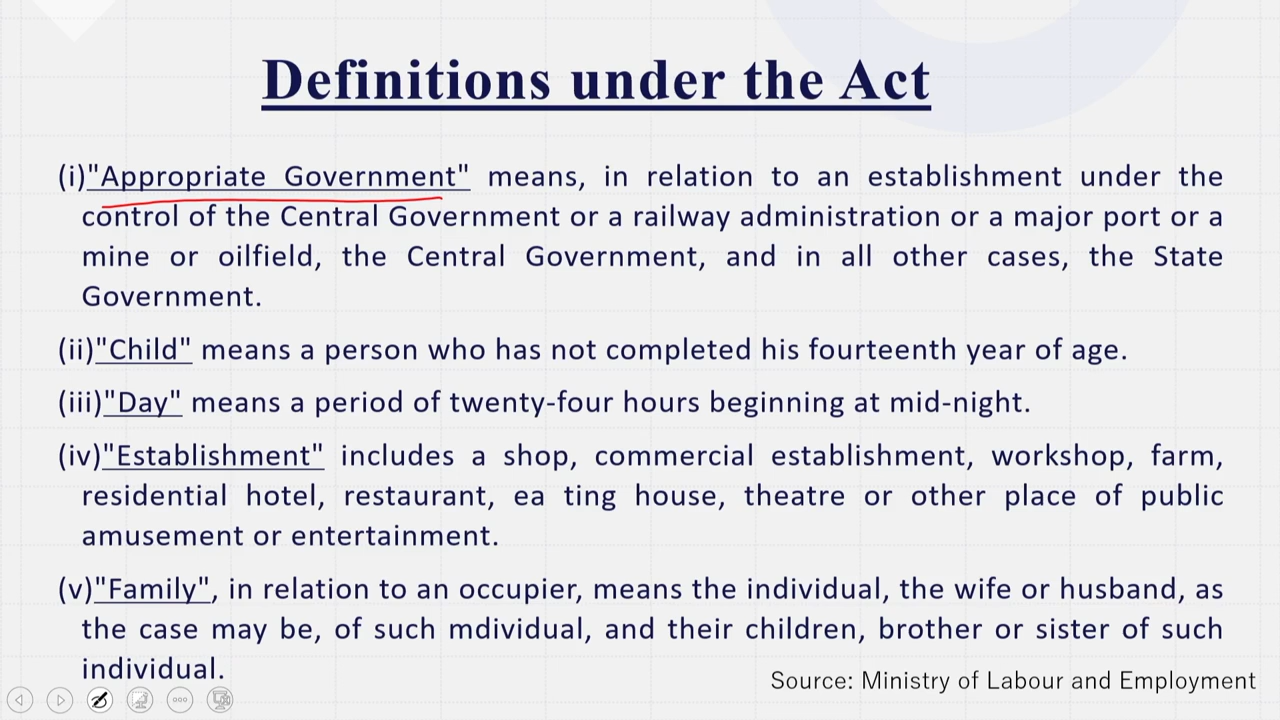 Definitions under the Act
(i)"Appropriate Government" means, in relation to an establishment under the
control of the Central Government or a railway administration or a major port or a
mine or oilfield, the Central Government, and in all other cases, the State
Government.
(ii)"Child" means a person who has not completed his fourteenth year of age.
(iii)"Day" means a period of twenty-four hours beginning at mid-night.
(iv)"Establishment" includes a shop, commercial establishment, workshop, farm,
residential hotel, restaurant, ea ting house, theatre or other place of public
amusement or entertainment.
(v)"Family", in relation to an occupier, means the individual, the wife or husband, as
the case may be, of such mdividual, and their children, brother or sister of such
individual.
Source: Ministry of Labour and Employment